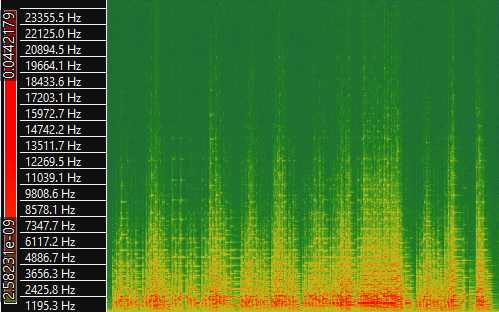 0.0442179]
[2.58231e-09
23355.5 Hz
22125.0 Hz
20894.5 Hz
19664.1 Hz
18433.6 Hz
17203.1 Hz
15972.7 Hz
14742.2 Hz
13511.7 Hz
12269.5 Hz
11039.1 Hz
9808.6 Hz
8578.1 Hz
7347.7 Hz
6117.2 Hz
4886.7 Hz
3656.3 Hz
2425.8 Hz
1195.3 Hz